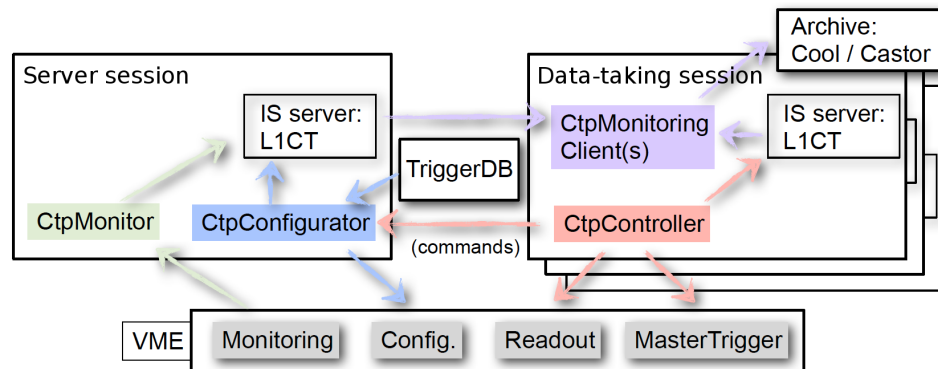 Archive:
Cool / Castor
Server session
Data-taking session
IS server:
L1CT
CtpMonitoring
Client(s)
IS server:
L1CT
TriggerDB
CtpMonitor
CtpConfigurator
CtpController
(commands)
VME
Monitoring
Config.
Readout
MasterTrigger